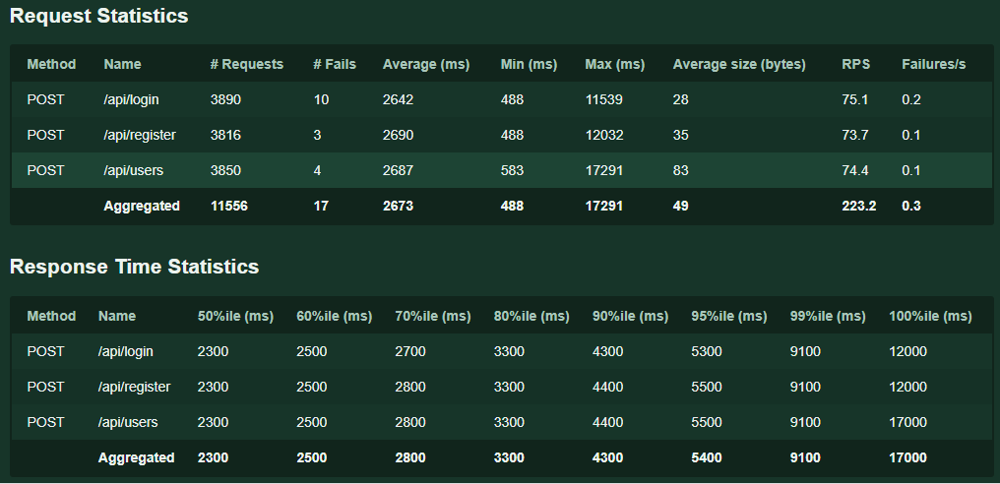 Request Statistics
Method Name # Requests # Fails Average (ms) Min (ms) Max (ms) Average size (bytes) RPS Failures/s
POST /api/login 3890 10 2642 488 11539 28 75.1 0.2
POST /api/register 3816 3 2690 488 12032 35 73.7 0.1
POST /api/users 3850 4 2687 583 17291 83 74.4 0.1
Aggregated 11556 17 2673 488 17291 49 223.2 0.3
Response Time Statistics
Method Name 50%ile (ms) 60%ile (ms) 70%ile (ms) 80%ile (ms) 90%ile (ms) 95%ile (ms) 99%ile (ms) 100%ile (ms)
POST /api/login 2300 2500 2700 3300 4300 5300 9100 12000
POST /api/register 2300 2500 2800 3300 4400 5500 9100 12000
POST /api/users 2300 2500 2800 3300 4400 5500 9100 17000
Aggregated 2300 2500 2800 3300 4300 5400 9100 17000